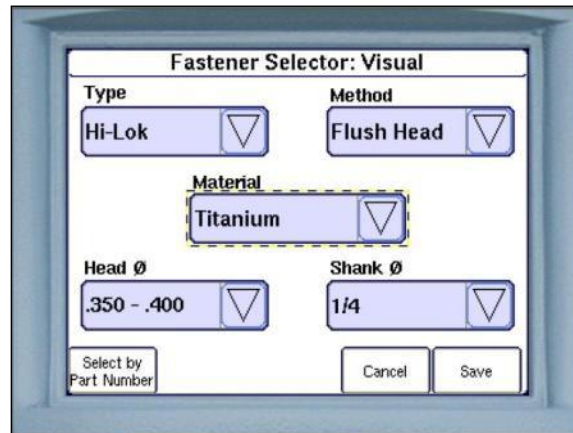 Fastener Selector: Visual
Type
Method
Hi-Lok
Flush Head
Material
Titanium
Head Ø
Shank Ø
.350 - .400
1/4
Select by
Part Number
Cancel
Save